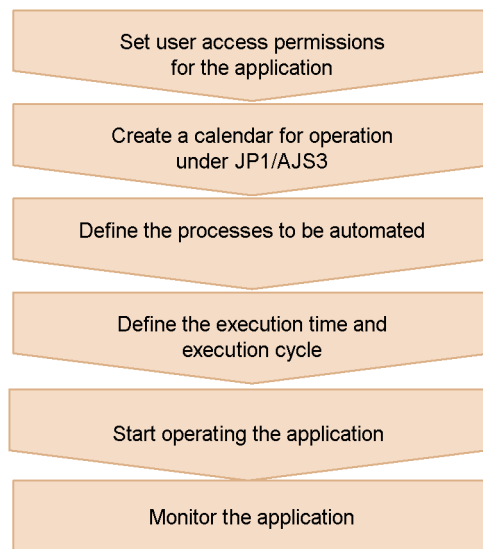 Set user access permissions
for the application
Create a calendar for operation
under JP1/AJS3
Define the processes to be automated
Define the execution time and
execution cycle
Start operating the application
Monitor the application